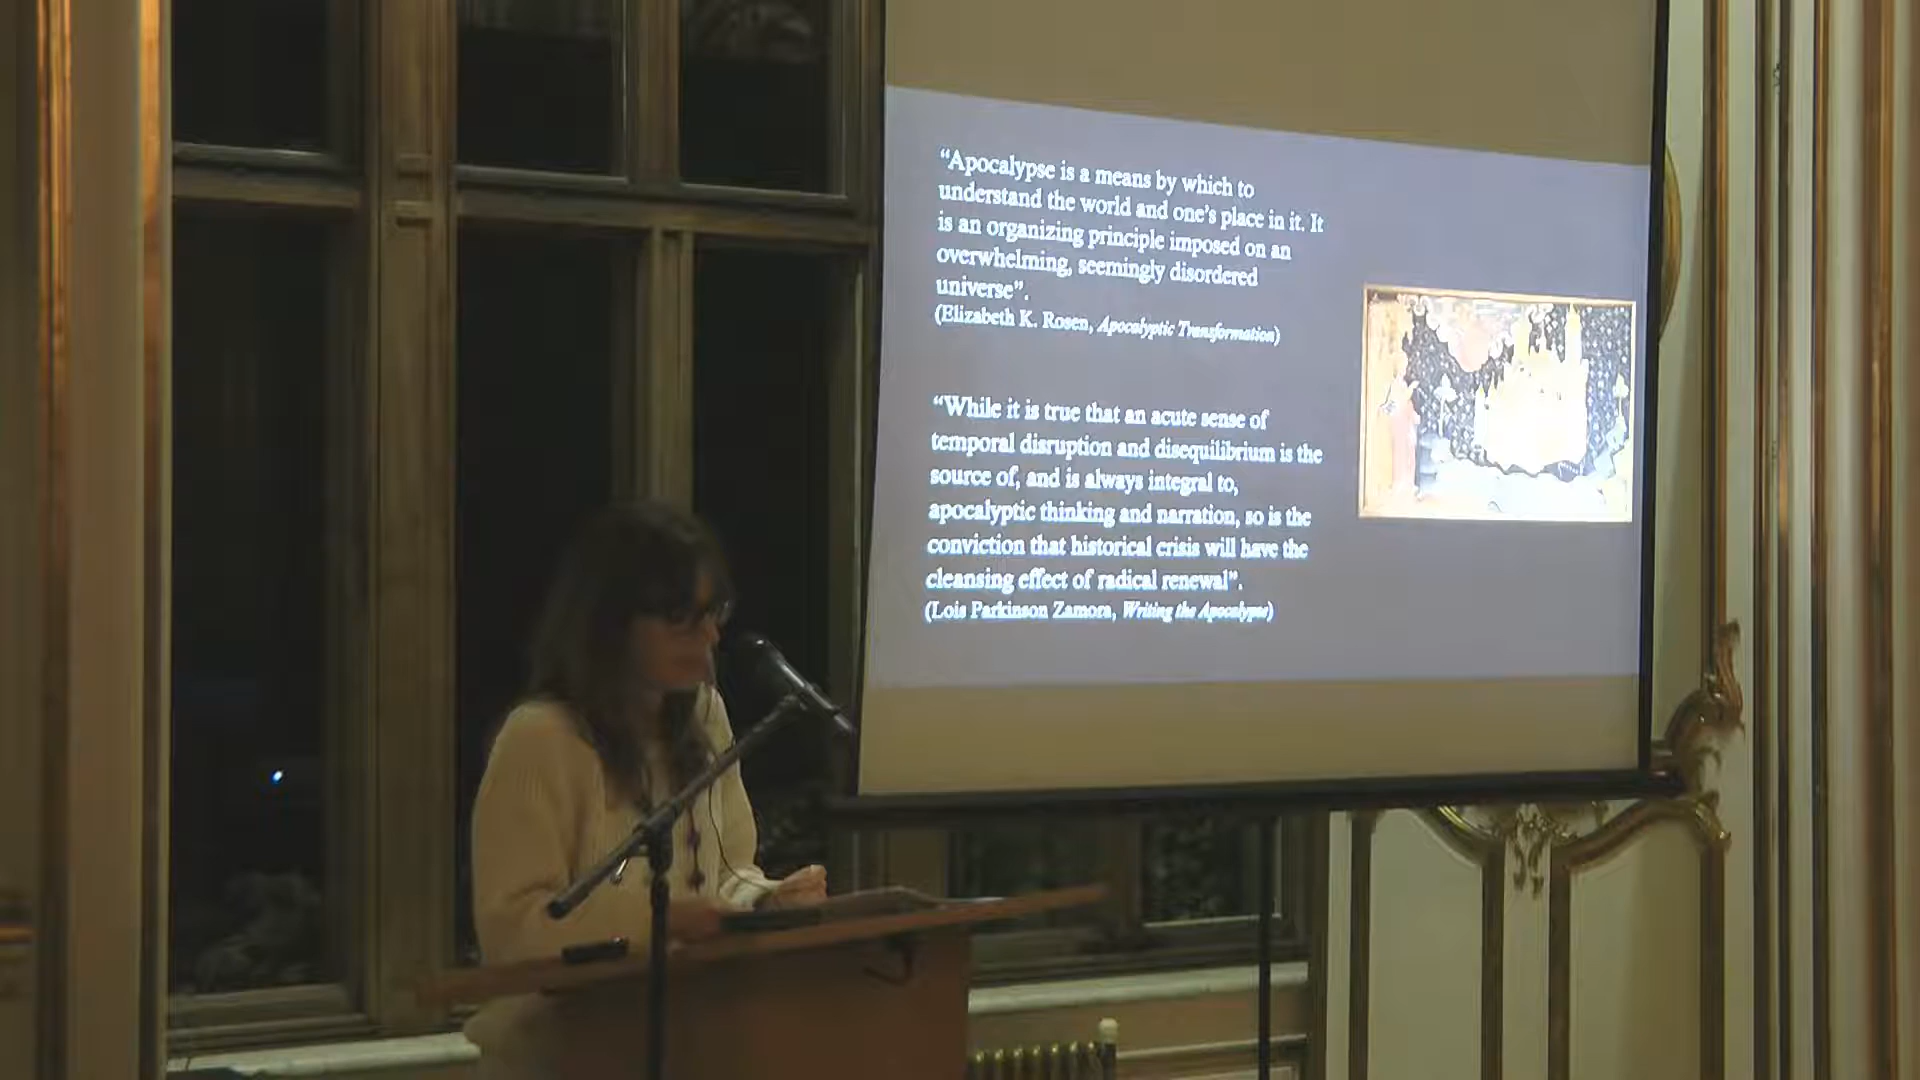 “Apocalypse is a means by which to
understand the world and one’s place in it. It
is an organizing principle imposed on an
overwhelming, seemingly disordered
universe”.
(Elizabeth K. Rosen, Apocalyptic Transformation)
“While it is true that an acute sense of
temporal disruption and disequilibrium is the
source of, and is always integral to,
apocalyptic thinking and narration, so is the
conviction that historical crisis will have the
cleansing effect of radical renewal”.
(Lois Parkinson Zamora, Writing the Apocalypse)